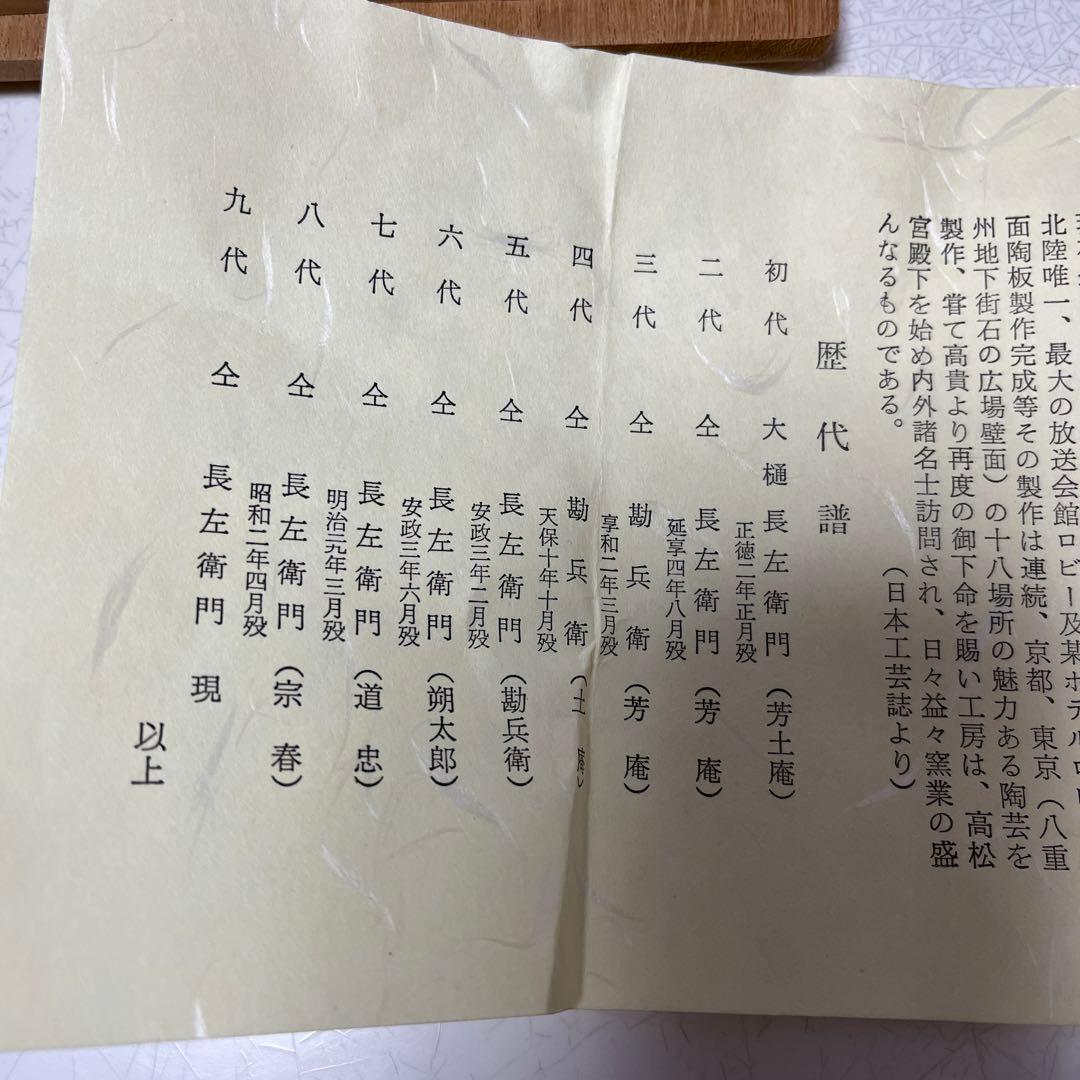 北陸唯一、最大の放送会館ロビー及某ホテルロ
面陶板製作完成等その製作は連続、京都、東京（八重
州地下街石の広場壁面）の十八場所の魅力ある陶芸を
製作、嘗て高貴より再度の御下命を賜い工房は、高松
宮殿下を始め内外諸名士訪問され、日々益々窯業の盛
んなるものである。
（日本工芸誌より）
歴代譜
初代 大樋 長左衛門（芳土庵）
正徳二年正月歿
二代 仝 長左衛門（芳庵）
延享四年八月歿
三代 仝 勘兵衛（芳庵）
享和二年三月歿
四代 仝 勘兵衛（土庵）
天保十年十月歿
五代 仝 長左衛門（勘兵衛）
安政三年二月歿
六代 仝 長左衛門（朔太郎）
安政三年六月歿
七代 仝 長左衛門（道忠）
明治元年三月歿
八代 仝 長左衛門（宗春）
昭和二年四月歿
九代 仝 長左衛門 現
以上